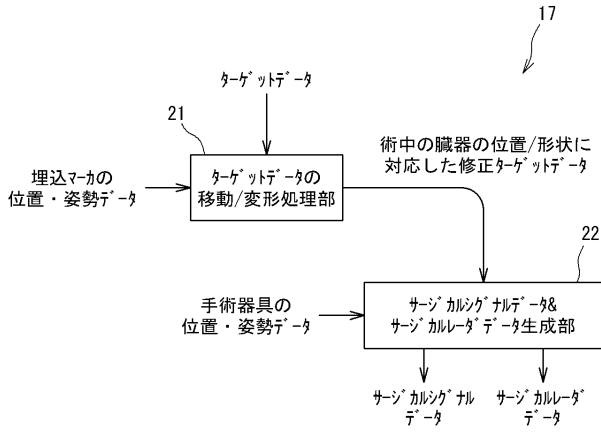 17
ﾀｰｹﾞｯﾄﾃﾞｰﾀ
21
ﾀｰｹﾞｯﾄﾃﾞｰﾀの
移動/変形処理部
埋込ﾏｰｶの
位置・姿勢ﾃﾞｰﾀ
術中の臓器の位置/形状に
対応した修正ﾀｰｹﾞｯﾄﾃﾞｰﾀ
22
手術器具の
位置・姿勢ﾃﾞｰﾀ
ｻｰｼﾞｶﾙｼｸﾞﾅﾙﾃﾞｰﾀ&
ｻｰｼﾞｶﾙﾚｰﾀﾞﾃﾞｰﾀ生成部
ｻｰｼﾞｶﾙｼｸﾞﾅﾙ
ﾃﾞｰﾀ
ｻｰｼﾞｶﾙﾚｰﾀﾞ
ﾃﾞｰﾀ